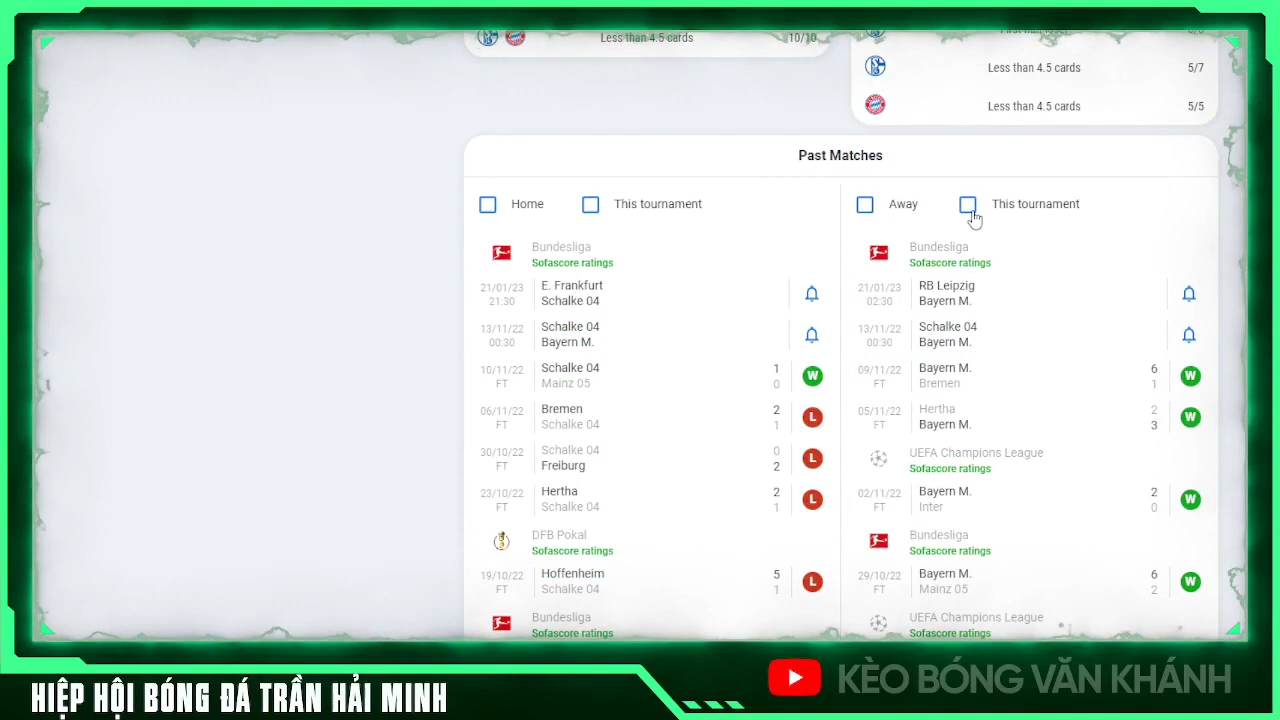 Less than 4.5 cards 10/10
Less than 4.5 cards 5/7
Less than 4.5 cards 5/5
Past Matches
Home This tournament
Bundesliga
Sofascore ratings
21/01/23 E. Frankfurt
21:30 Schalke 04
13/11/22 Schalke 04
00:30 Bayern M.
10/11/22 Schalke 04 1
FT Mainz 05 0
W
06/11/22 Bremen 2
FT Schalke 04 1
L
30/10/22 Schalke 04 0
FT Freiburg 2
L
23/10/22 Hertha 2
FT Schalke 04 1
L
DFB Pokal
Sofascore ratings
19/10/22 Hoffenheim 5
FT Schalke 04 1
L
Bundesliga
Sofascore ratings
Away This tournament
Bundesliga
Sofascore ratings
21/01/23 RB Leipzig
02:30 Bayern M.
13/11/22 Schalke 04
00:30 Bayern M.
09/11/22 Bayern M. 6
FT Bremen 1
W
05/11/22 Hertha 2
FT Bayern M. 3
W
UEFA Champions League
Sofascore ratings
02/11/22 Bayern M. 2
FT Inter 0
W
Bundesliga
Sofascore ratings
29/10/22 Bayern M. 6
FT Mainz 05 2
W
UEFA Champions League
Sofascore ratings
HIỆP HỘI BÓNG ĐÁ TRẦN HẢI MINH
KÈO BÓNG VĂN KHÁNH